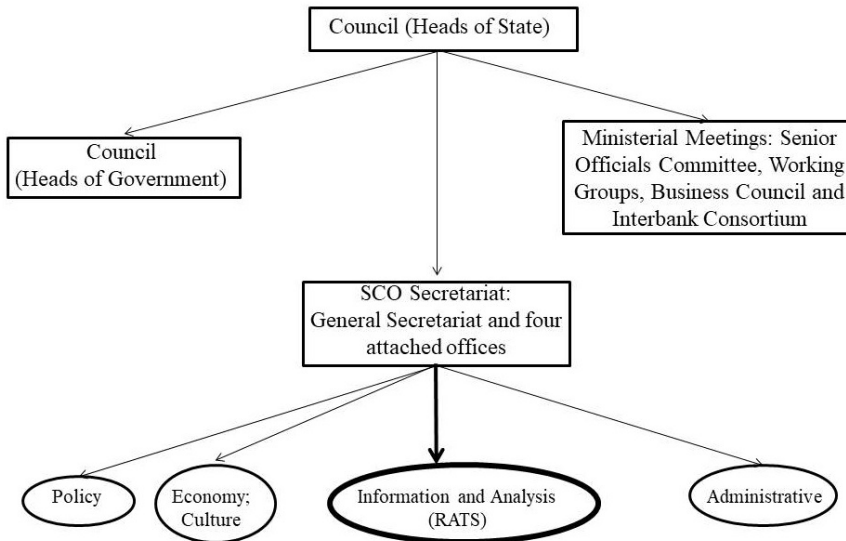 Council (Heads of State)
Council
(Heads of Government)
Ministerial Meetings: Senior
Officials Committee, Working
Groups, Business Council and
Interbank Consortium
SCO Secretariat:
General Secretariat and four
attached offices
Policy
Economy;
Culture
Information and Analysis
(RATS)
Administrative